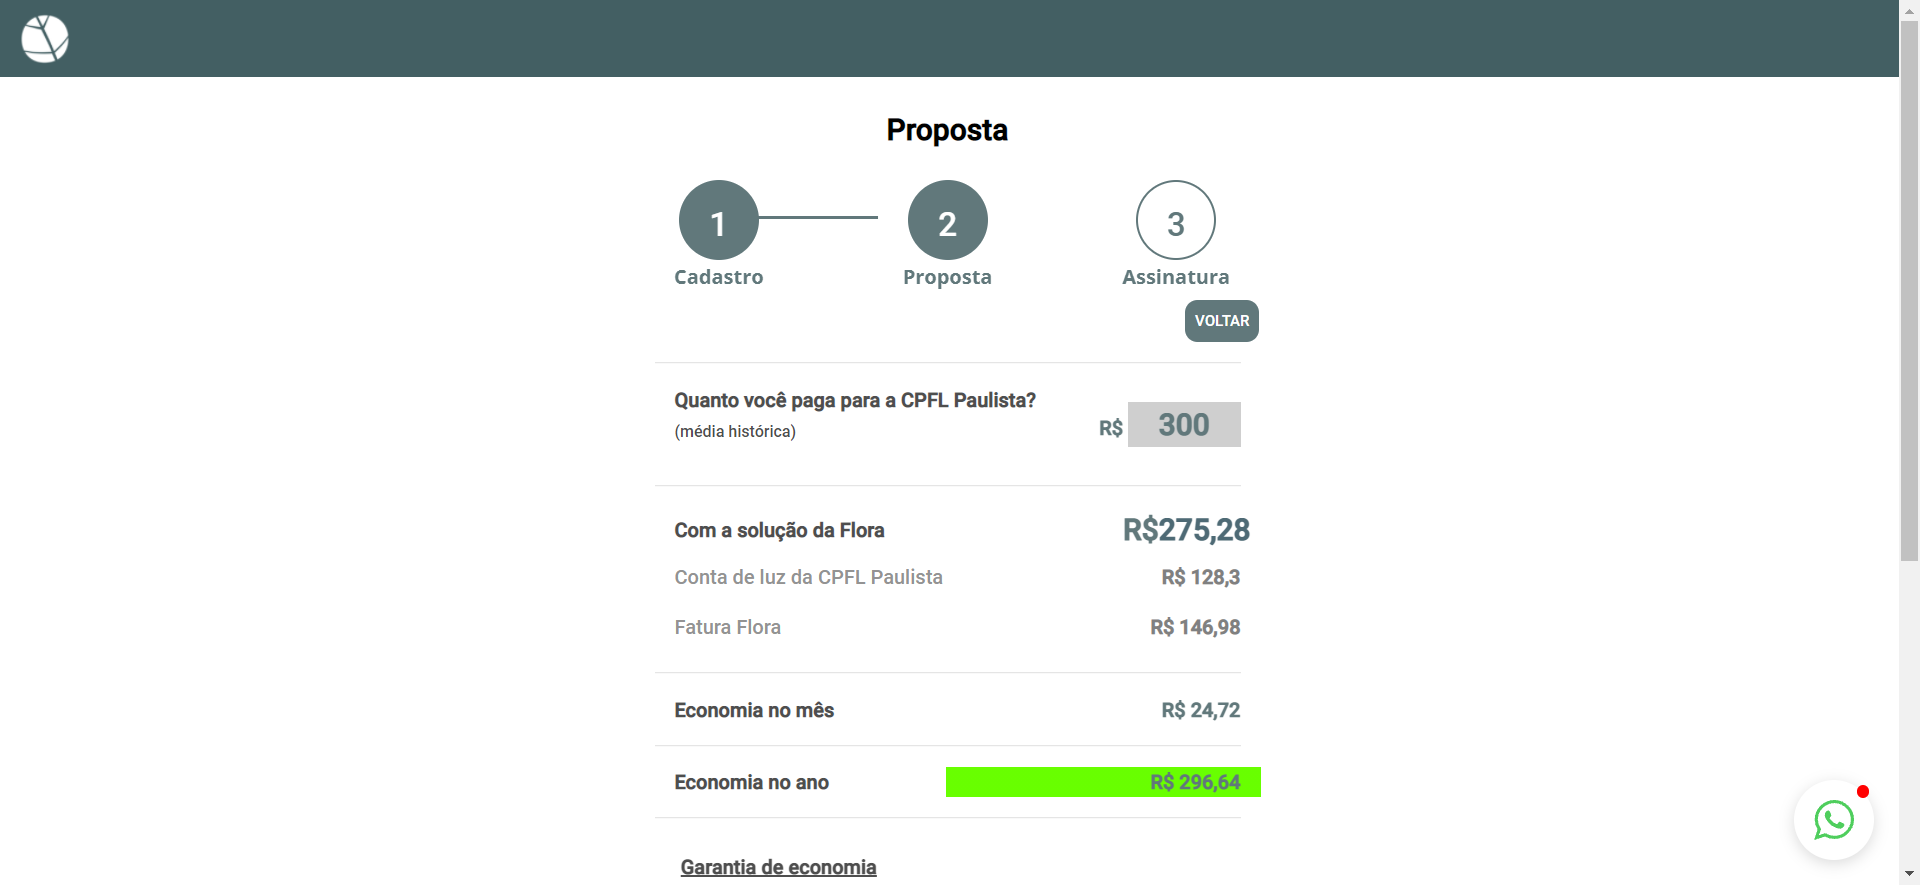 Proposta
1
2
3
Cadastro
Proposta
Assinatura
VOLTAR
Quanto você paga para a CPFL Paulista?
(média histórica)
R$ 300
Com a solução da Flora R$275,28
Conta de luz da CPFL Paulista R$ 128,3
Fatura Flora R$ 146,98
Economia no mês R$ 24,72
Economia no ano R$ 296,64
Garantia de economia